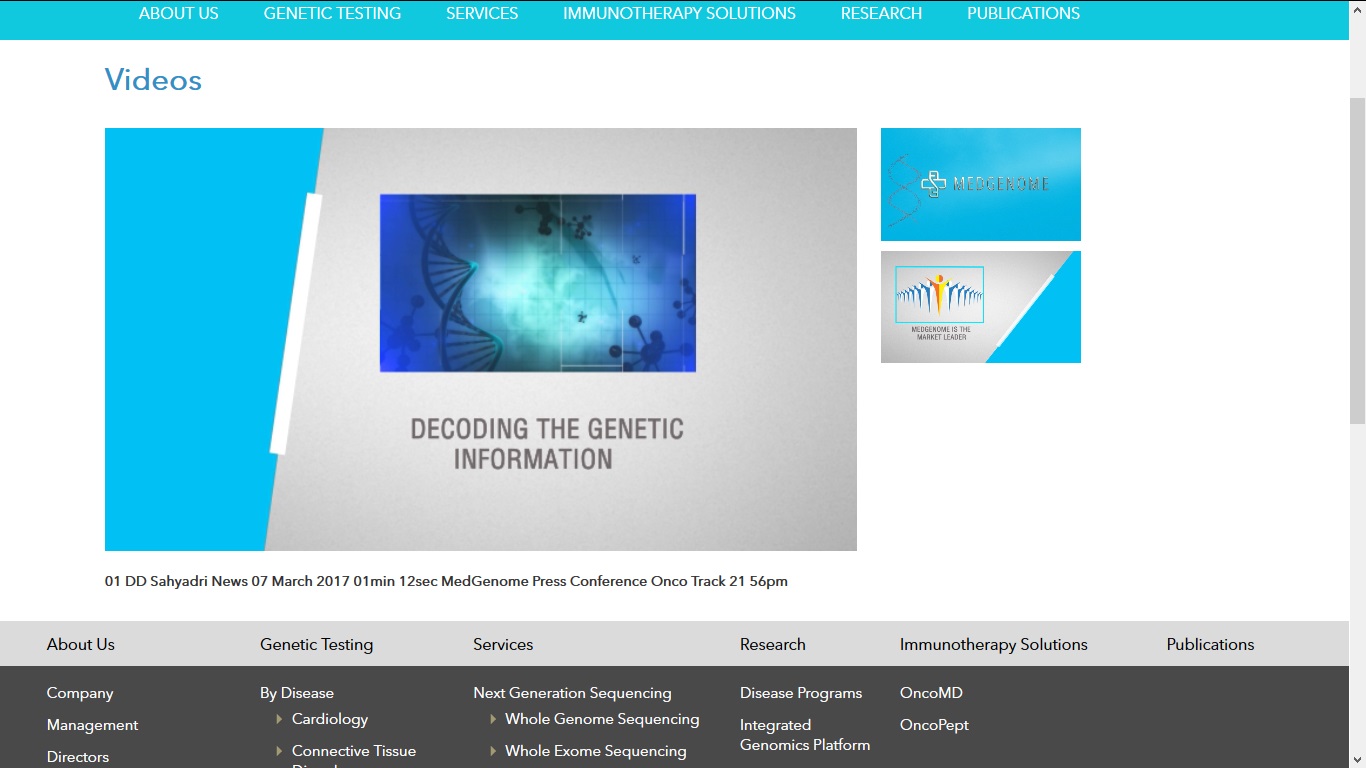 ABOUT US GENETIC TESTING SERVICES IMMUNOTHERAPY SOLUTIONS RESEARCH PUBLICATIONS
Videos
DECODING THE GENETIC
INFORMATION
MEDGENOME
MEDGENOME IS THE
MARKET LEADER
01 DD Sahyadri News 07 March 2017 01min 12sec MedGenome Press Conference Onco Track 21 56pm
About Us Genetic Testing Services Research Immunotherapy Solutions Publications
Company
Management
Directors
By Disease
Cardiology
Connective Tissue
Next Generation Sequencing
Whole Genome Sequencing
Whole Exome Sequencing
Disease Programs
Integrated
Genomics Platform
OncoMD
OncoPept